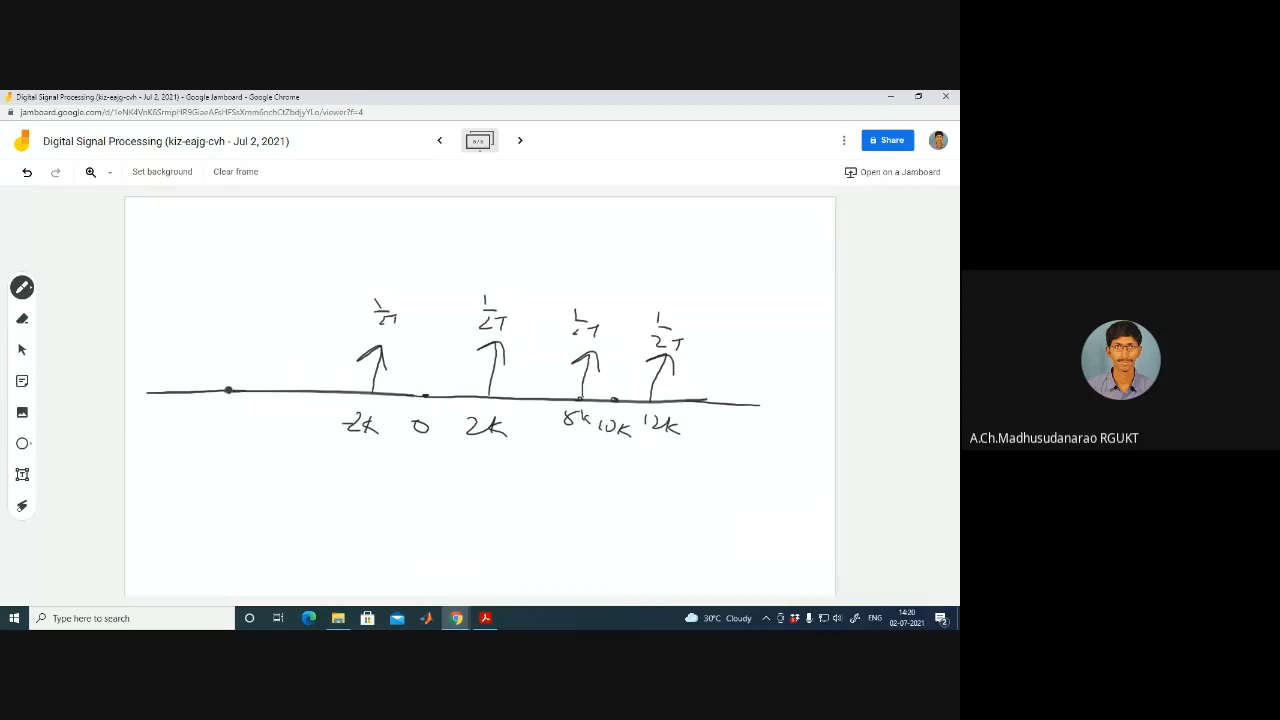 Digital Signal Processing (kiz-eajg-cvh - Jul 2, 2021) - Google Jamboard - Google Chrome
Digital Signal Processing (kiz-eajg-cvh - Jul 2, 2021)
Share
Set background
Clear frame
Open on a Jamboard
1/2T 1/2T 1/2T 1/2T
-2K 0 2K 8K 10K 12K
A.Ch.Madhusudanarao RGUKT
Type here to search
30°C Cloudy
ENG
14:20
02-07-2021
2